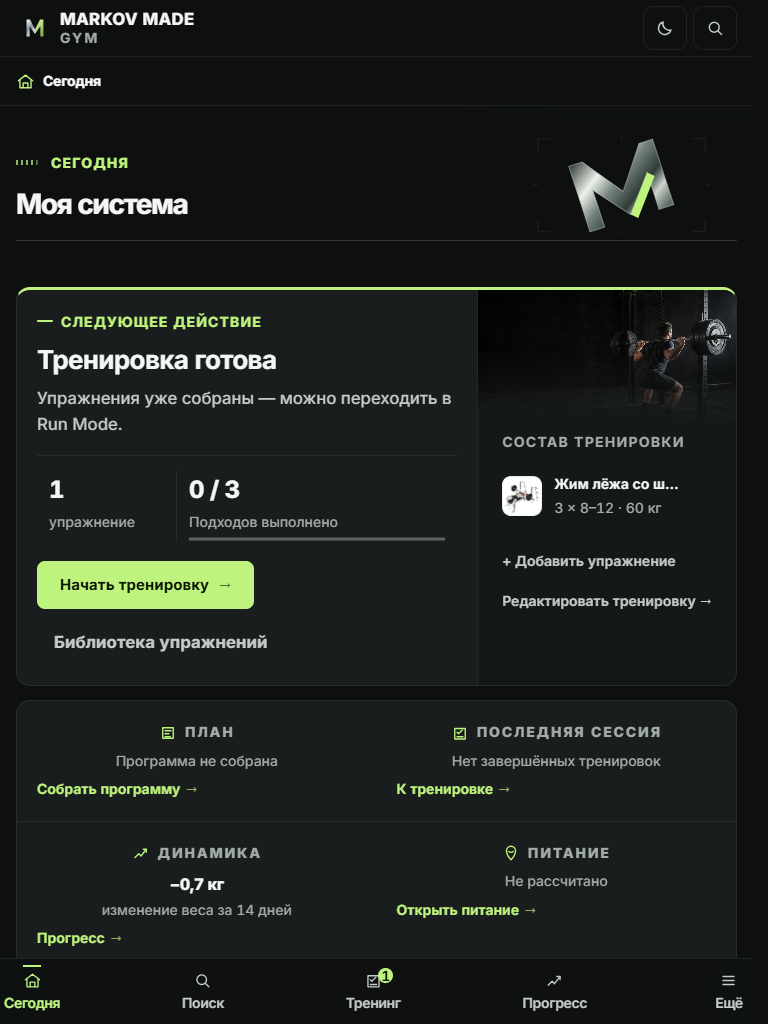 MARKOV MADE
GYM
Сегодня
СЕГОДНЯ
Моя система
СЛЕДУЮЩЕЕ ДЕЙСТВИЕ
Тренировка готова
Упражнения уже собраны — можно переходить в
Run Mode.
1
упражнение
0 / 3
Подходов выполнено
Начать тренировку →
Библиотека упражнений
СОСТАВ ТРЕНИРОВКИ
Жим лёжа со ш...
3 × 8–12 · 60 кг
+ Добавить упражнение
Редактировать тренировку →
ПЛАН
Программа не собрана
Собрать программу →
ПОСЛЕДНЯЯ СЕССИЯ
Нет завершённых тренировок
К тренировке →
ДИНАМИКА
−0,7 кг
изменение веса за 14 дней
Прогресс →
ПИТАНИЕ
Не рассчитано
Открыть питание →
Сегодня
Поиск
1
Тренинг
Прогресс
Ещё